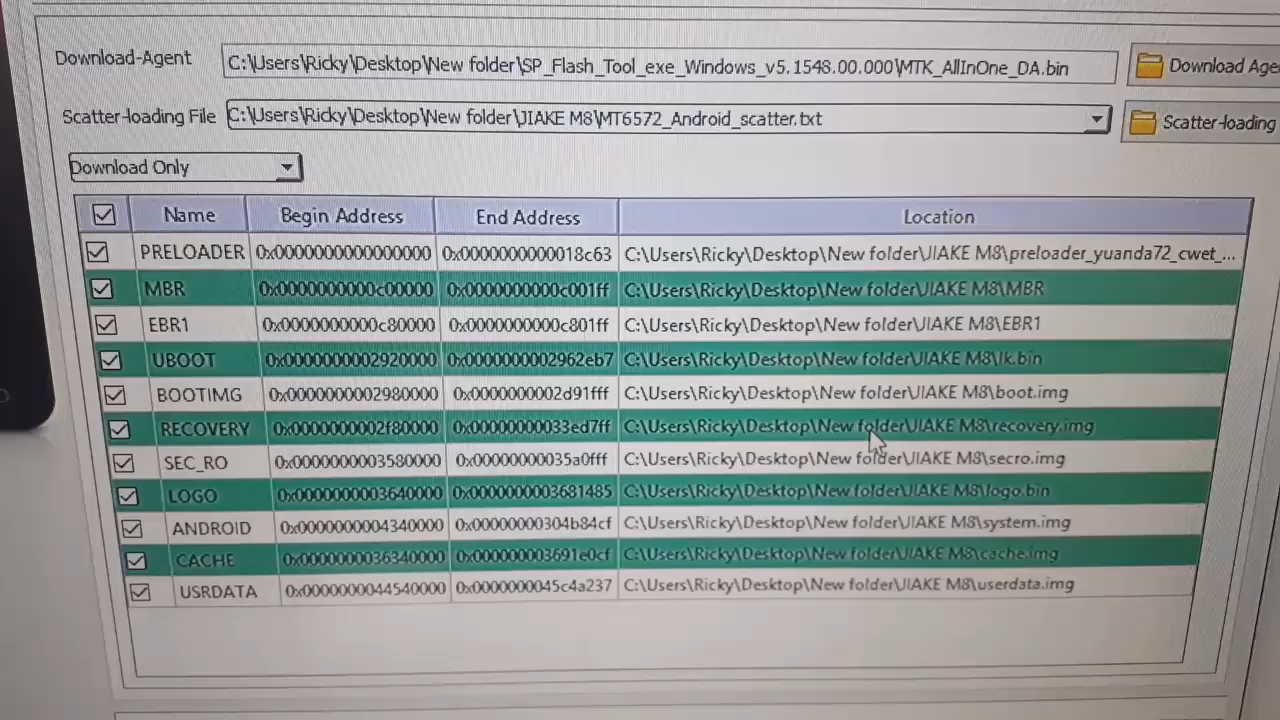 Download-Agent C:\Users\Ricky\Desktop\New folder\SP_Flash_Tool_exe_Windows_v5.1548.00.000\MTK_AllInOne_DA.bin Download
Scatter-loading File C:\Users\Ricky\Desktop\New folder\JIAKE M8\MT6572_Android_scatter.txt Scatter-loading
Download Only
Name Begin Address End Address Location
PRELOADER 0x0000000000000000 0x0000000000018c63 C:\Users\Ricky\Desktop\New folder\JIAKE M8\preloader_yuanda72_cwet_...
MBR 0x0000000000c00000 0x0000000000c001ff C:\Users\Ricky\Desktop\New folder\JIAKE M8\MBR
EBR1 0x0000000000c80000 0x0000000000c801ff C:\Users\Ricky\Desktop\New folder\JIAKE M8\EBR1
UBOOT 0x0000000002920000 0x0000000002962eb7 C:\Users\Ricky\Desktop\New folder\JIAKE M8\lk.bin
BOOTIMG 0x0000000002980000 0x0000000002d91fff C:\Users\Ricky\Desktop\New folder\JIAKE M8\boot.img
RECOVERY 0x0000000002f80000 0x00000000033ed7ff C:\Users\Ricky\Desktop\New folder\JIAKE M8\recovery.img
SEC_RO 0x0000000003580000 0x00000000035a0fff C:\Users\Ricky\Desktop\New folder\JIAKE M8\secro.img
LOGO 0x0000000003640000 0x0000000003681485 C:\Users\Ricky\Desktop\New folder\JIAKE M8\logo.bin
ANDROID 0x0000000004340000 0x00000000304b84cf C:\Users\Ricky\Desktop\New folder\JIAKE M8\system.img
CACHE 0x0000000036340000 0x000000003691e0cf C:\Users\Ricky\Desktop\New folder\JIAKE M8\cache.img
USRDATA 0x0000000044540000 0x0000000045c4a237 C:\Users\Ricky\Desktop\New folder\JIAKE M8\userdata.img